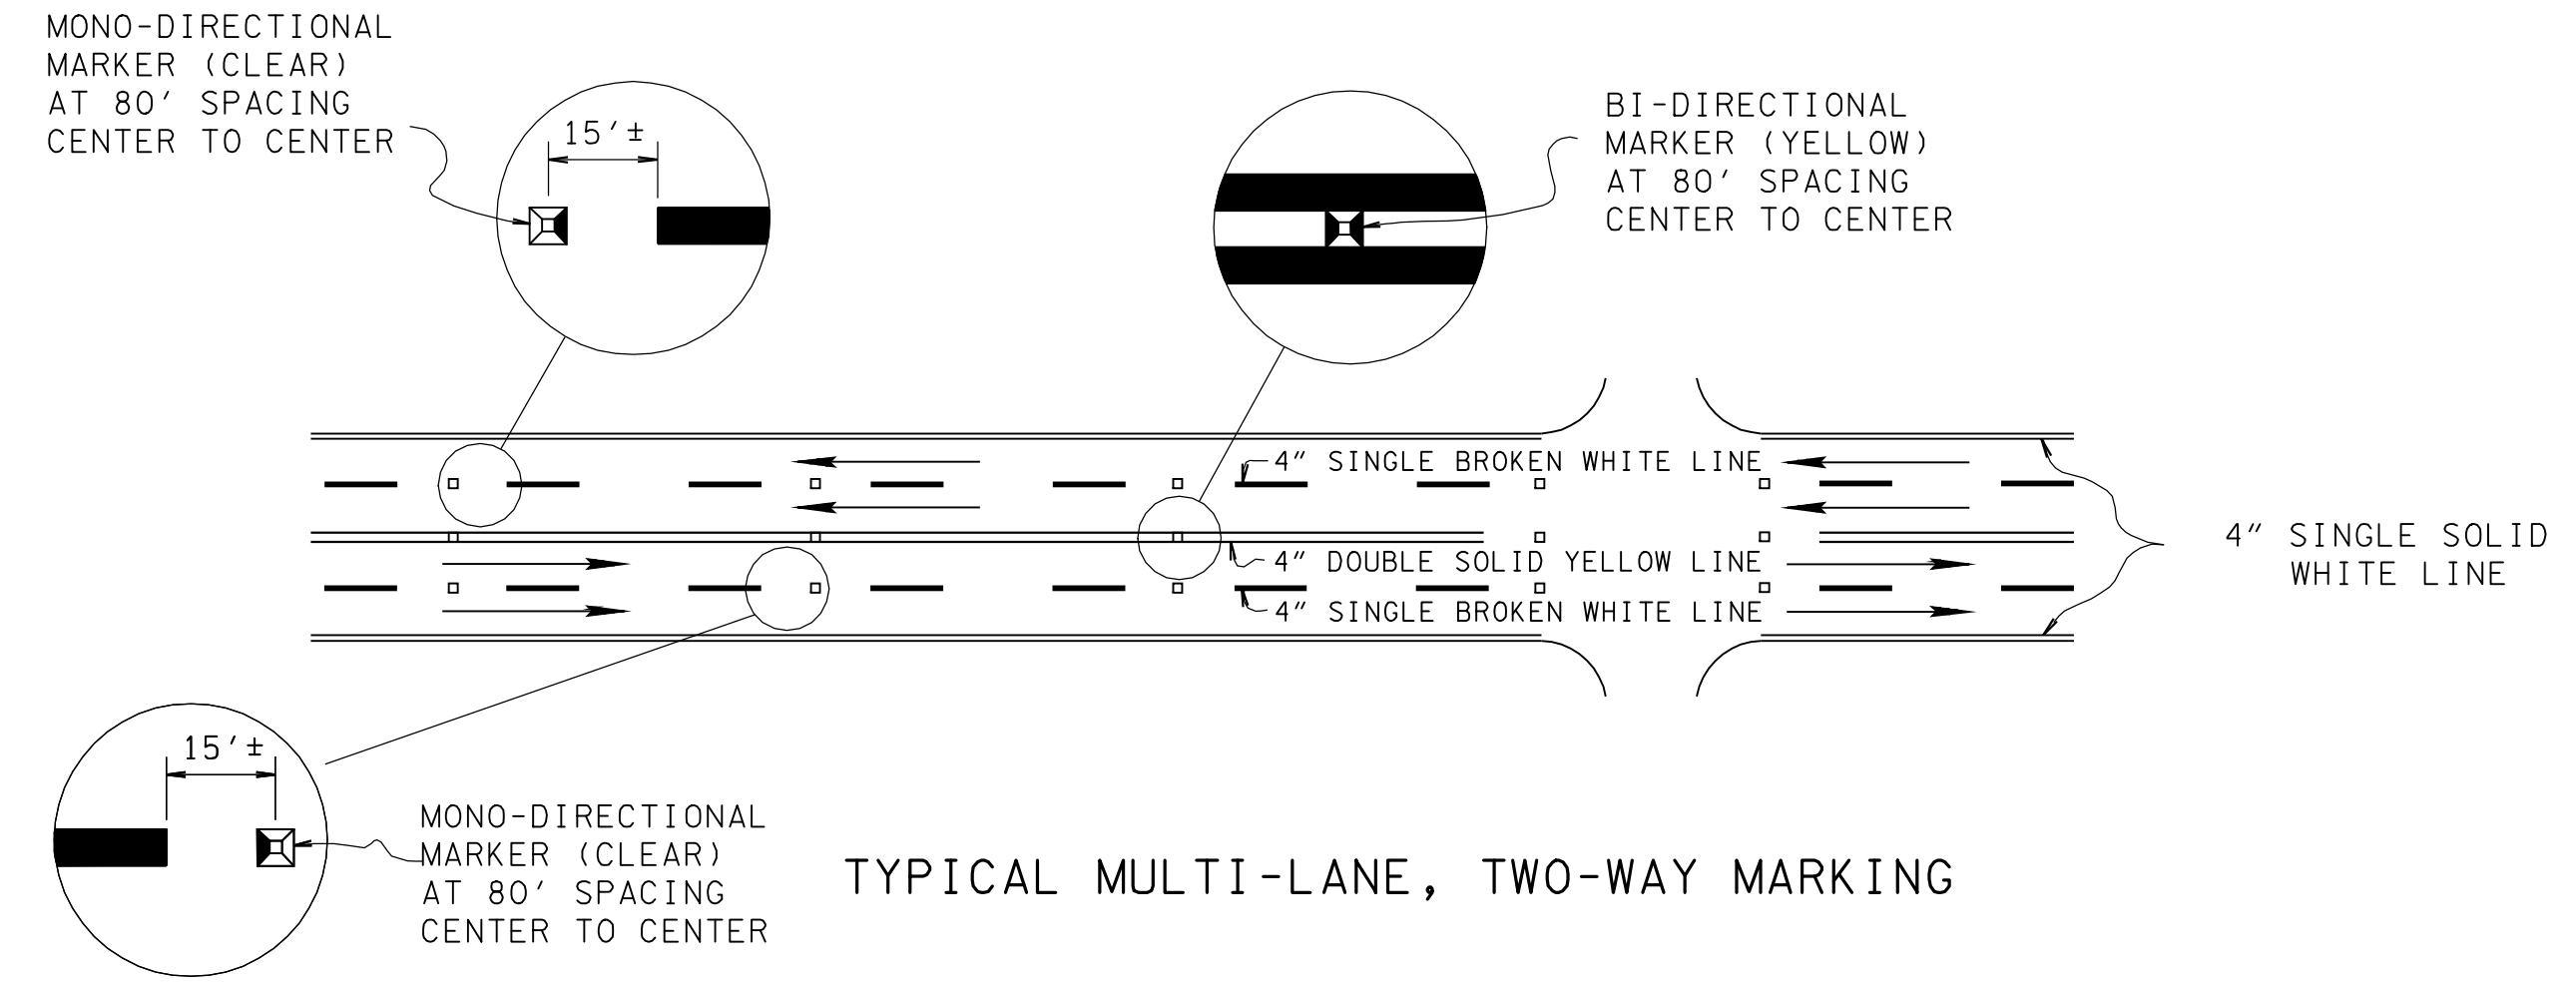 MONO-DIRECTIONAL
MARKER (CLEAR)
AT 80' SPACING
CENTER TO CENTER
15'±
BI-DIRECTIONAL
MARKER (YELLOW)
AT 80' SPACING
CENTER TO CENTER
4" SINGLE BROKEN WHITE LINE
4" DOUBLE SOLID YELLOW LINE
4" SINGLE BROKEN WHITE LINE
4" SINGLE SOLID
WHITE LINE
15'±
MONO-DIRECTIONAL
MARKER (CLEAR)
AT 80' SPACING
CENTER TO CENTER
TYPICAL MULTI-LANE, TWO-WAY MARKING